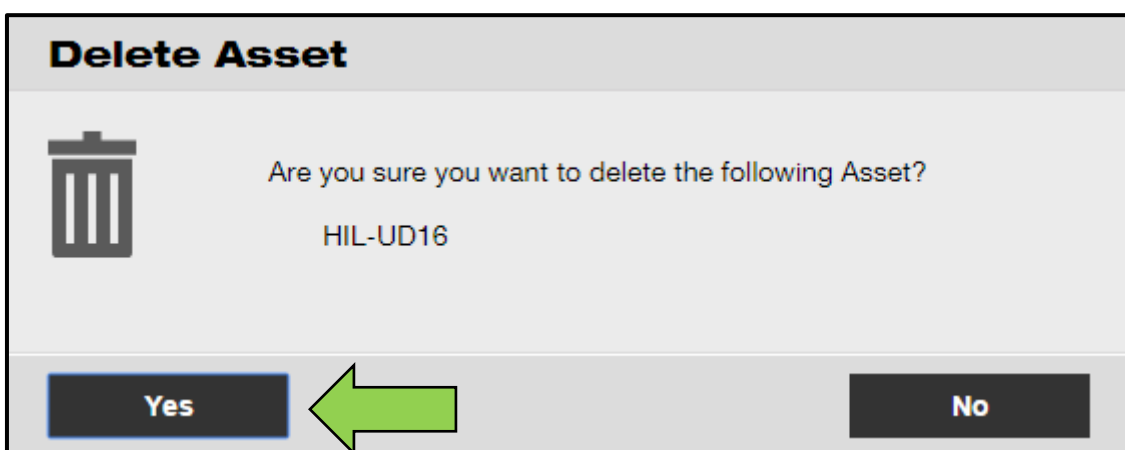 Delete Asset
Are you sure you want to delete the following Asset?
HIL-UD16
Yes
No